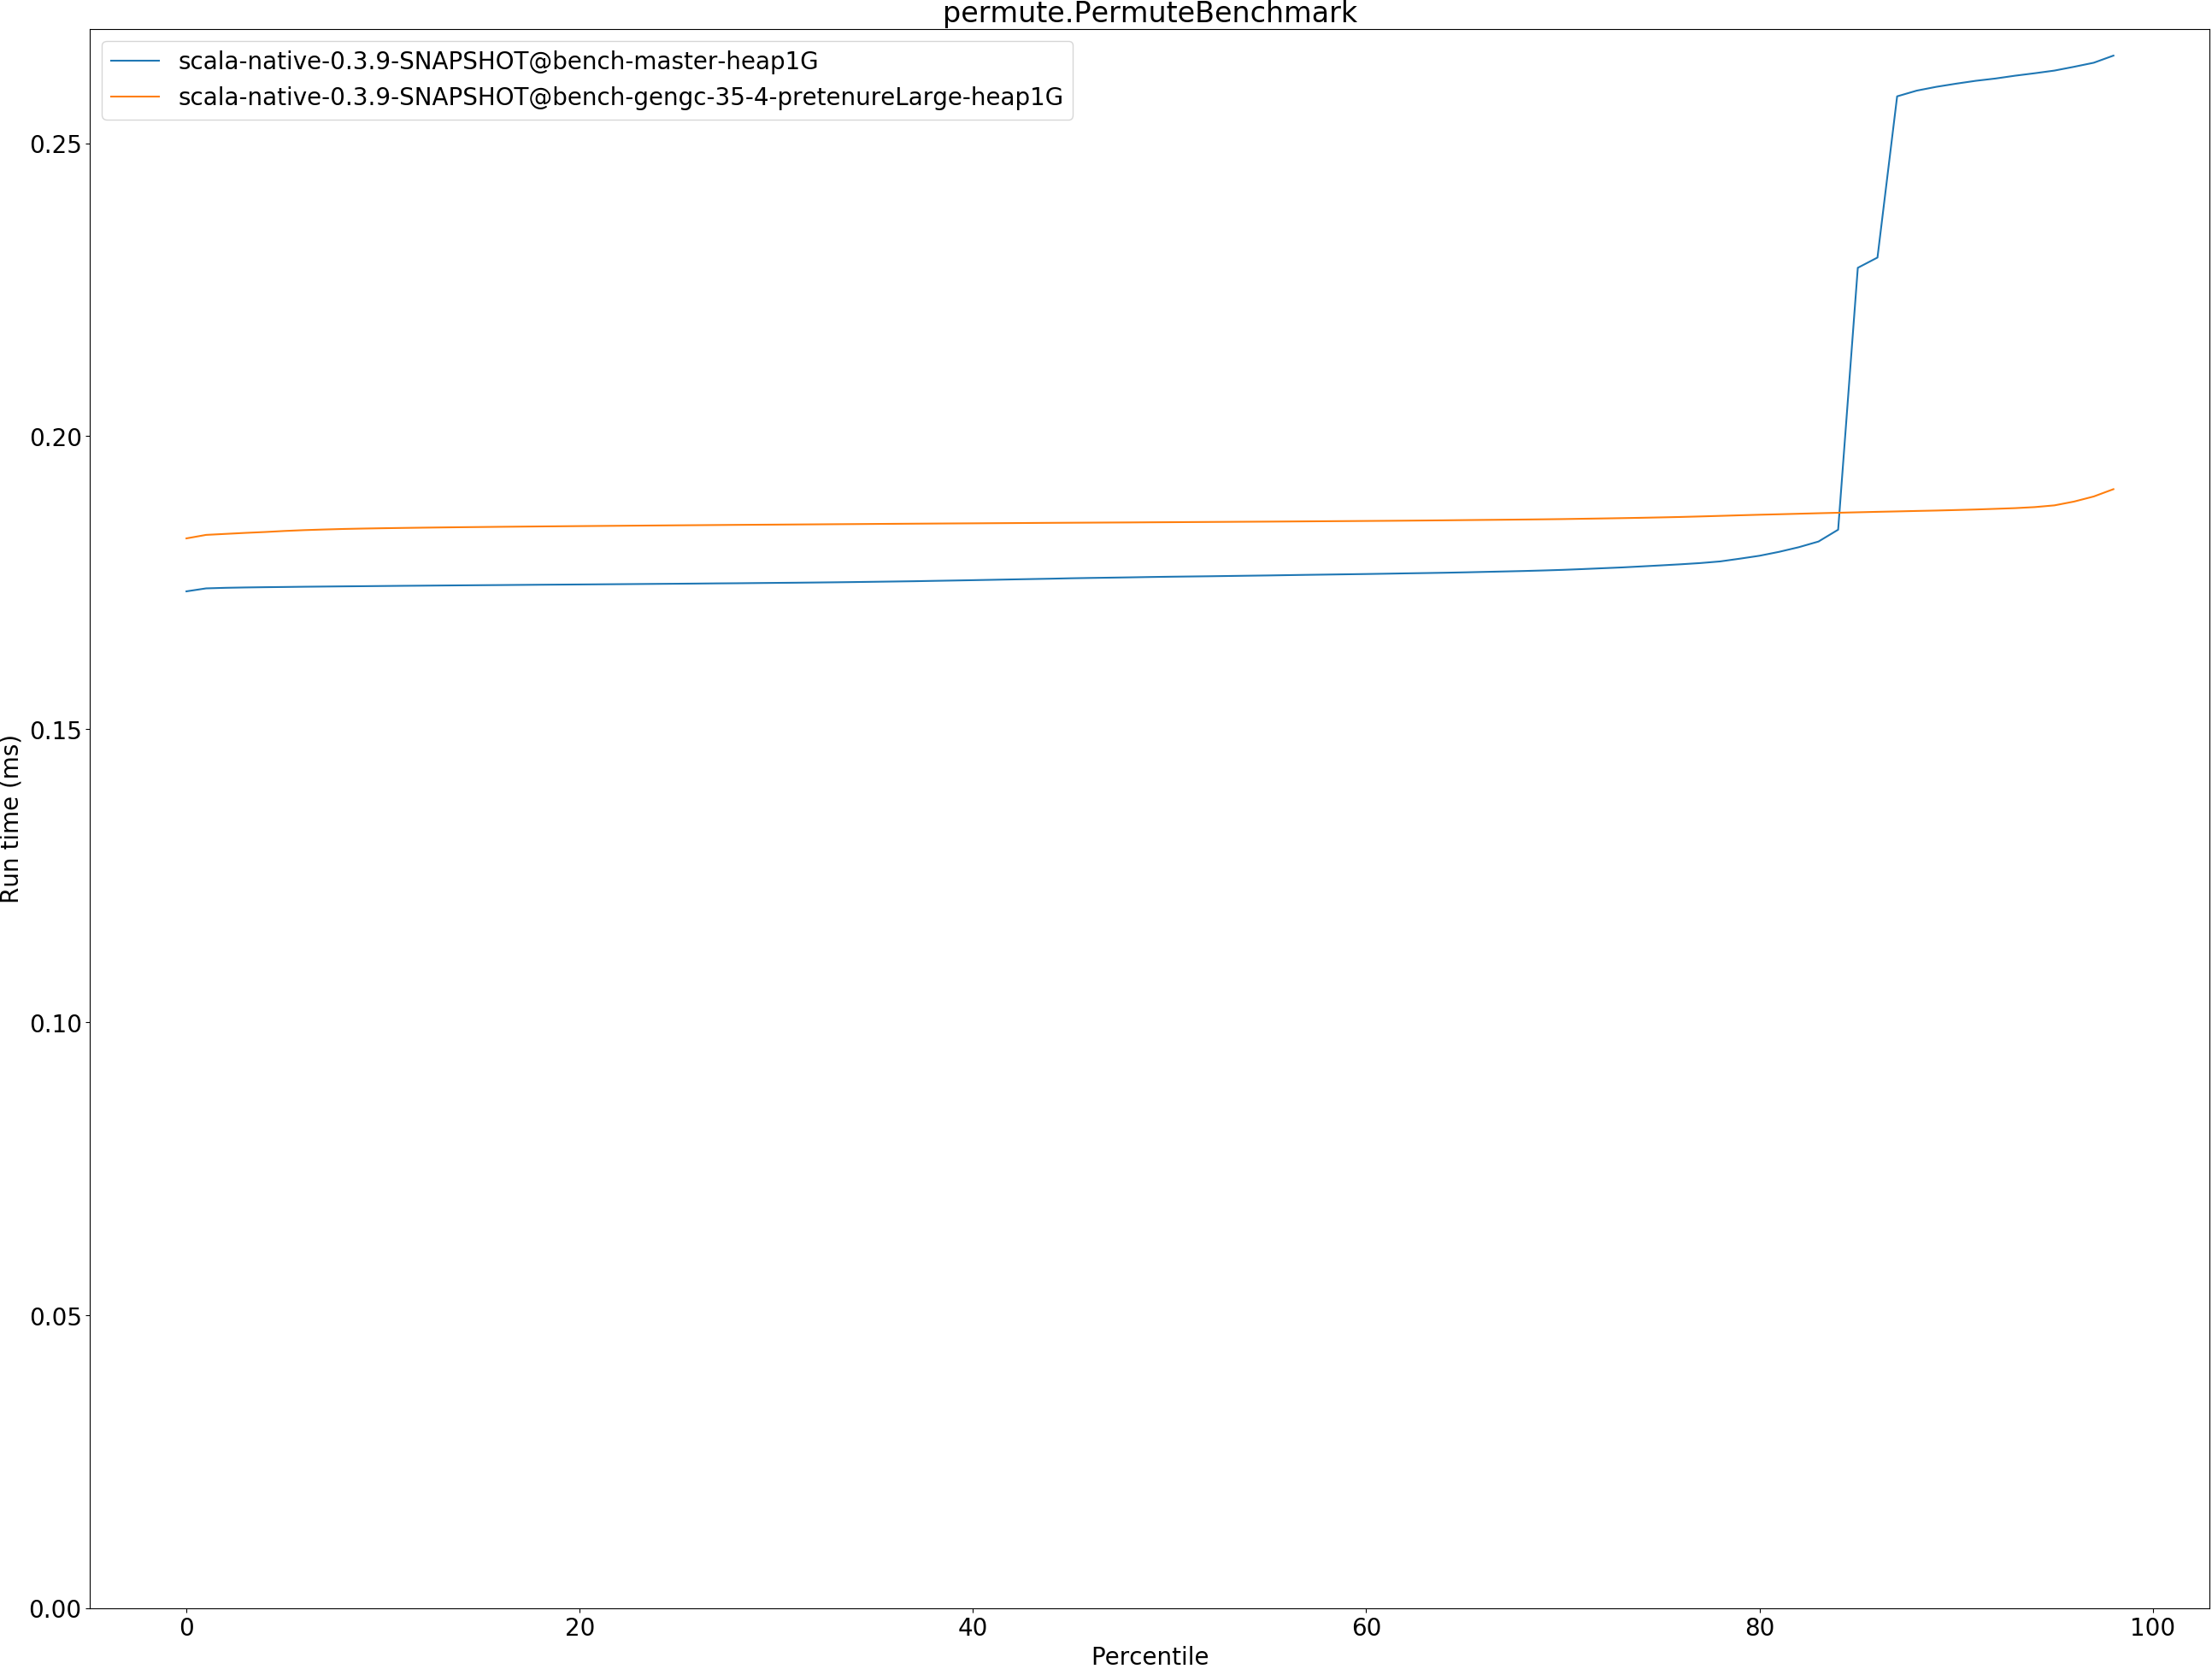 permute.PermuteBenchmark
scala-native-0.3.9-SNAPSHOT@bench-master-heap1G
scala-native-0.3.9-SNAPSHOT@bench-gengc-35-4-pretenureLarge-heap1G
0.25
0.20
0.15
0.10
0.05
0.00
Run time (ms)
0 20 40 60 80 100
Percentile